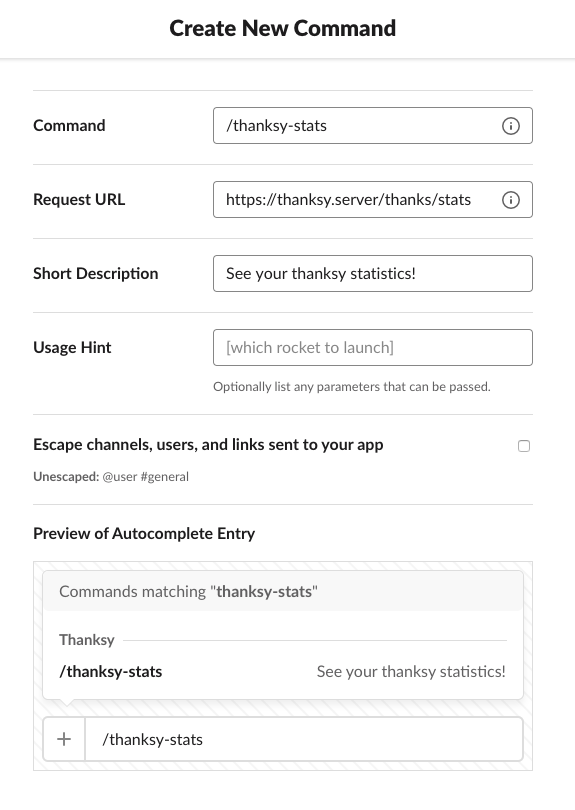 Create New Command
Command
/thanksy-stats
Request URL
https://thanksy.server/thanks/stats
Short Description
See your thanksy statistics!
Usage Hint
[which rocket to launch]
Optionally list any parameters that can be passed.
Escape channels, users, and links sent to your app
Unescaped: @user #general
Preview of Autocomplete Entry
Commands matching "thanksy-stats"
Thanksy
/thanksy-stats See your thanksy statistics!
/thanksy-stats